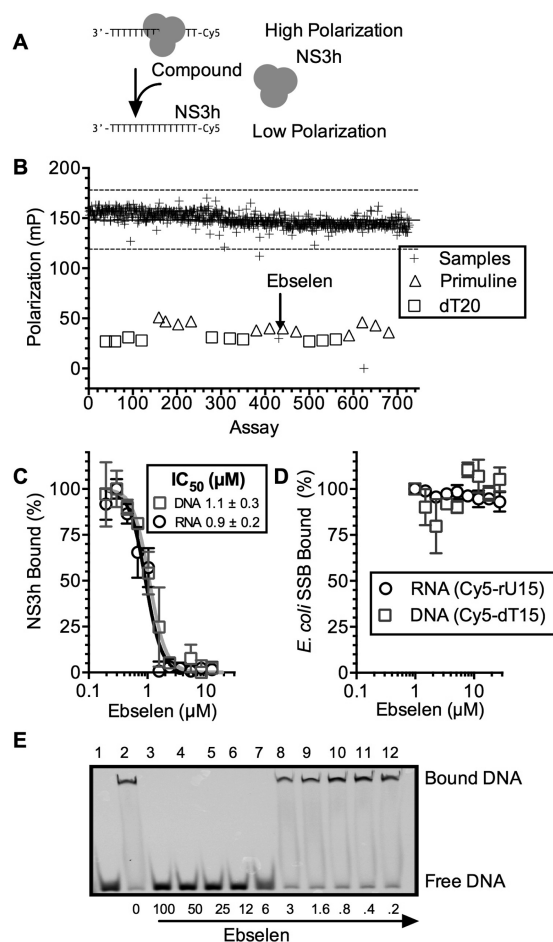 A
3'-TTTTTTT TT-Cy5
High Polarization
NS3h
Compound
NS3h
3'-TTTTTTTTTTTTTTT-Cy5
Low Polarization
B
Polarization (mP)
200
150
100
50
0
Ebselen
Samples
Primuline
dT20
0 100 200 300 400 500 600 700
Assay
C
NS3h Bound (%)
100
75
50
25
0
IC50 (µM)
DNA 1.1 ± 0.3
RNA 0.9 ± 0.2
0.1 1 10
Ebselen (µM)
D
E. coli SSB Bound (%)
100
75
50
25
0
RNA (Cy5-rU15)
DNA (Cy5-dT15)
0.1 1 10
Ebselen (µM)
E
1 2 3 4 5 6 7 8 9 10 11 12
Bound DNA
Free DNA
0 100 50 25 12 6 3 1.6 .8 .4 .2
Ebselen